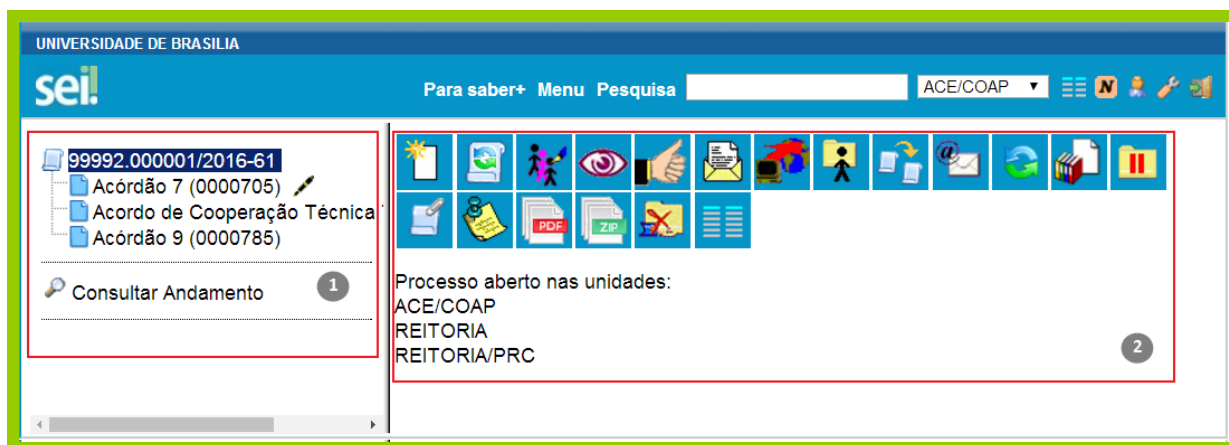 UNIVERSIDADE DE BRASILIA
sei!
Para saber+ Menu Pesquisa
ACE/COAP
N
99992.000001/2016-61
Acórdão 7 (0000705)
Acordo de Cooperação Técnica
Acórdão 9 (0000785)
Consultar Andamento
1
@
PDF
ZIP
Processo aberto nas unidades:
ACE/COAP
REITORIA
REITORIA/PRC
2